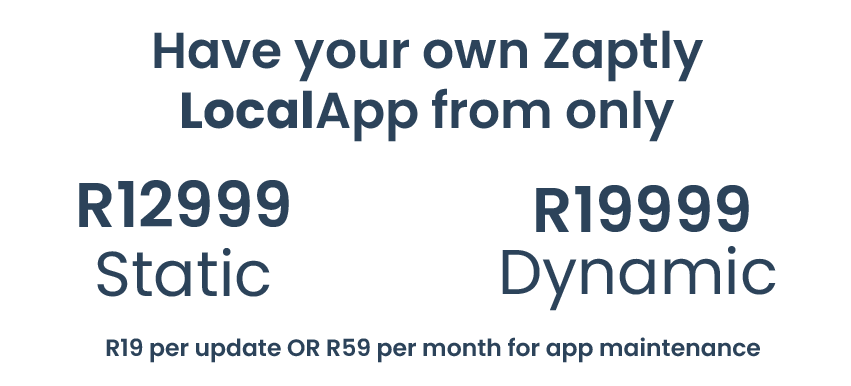 Have your own Zaptly
LocalApp from only
R12999
Static
R19999
Dynamic
R19 per update OR R59 per month for app maintenance